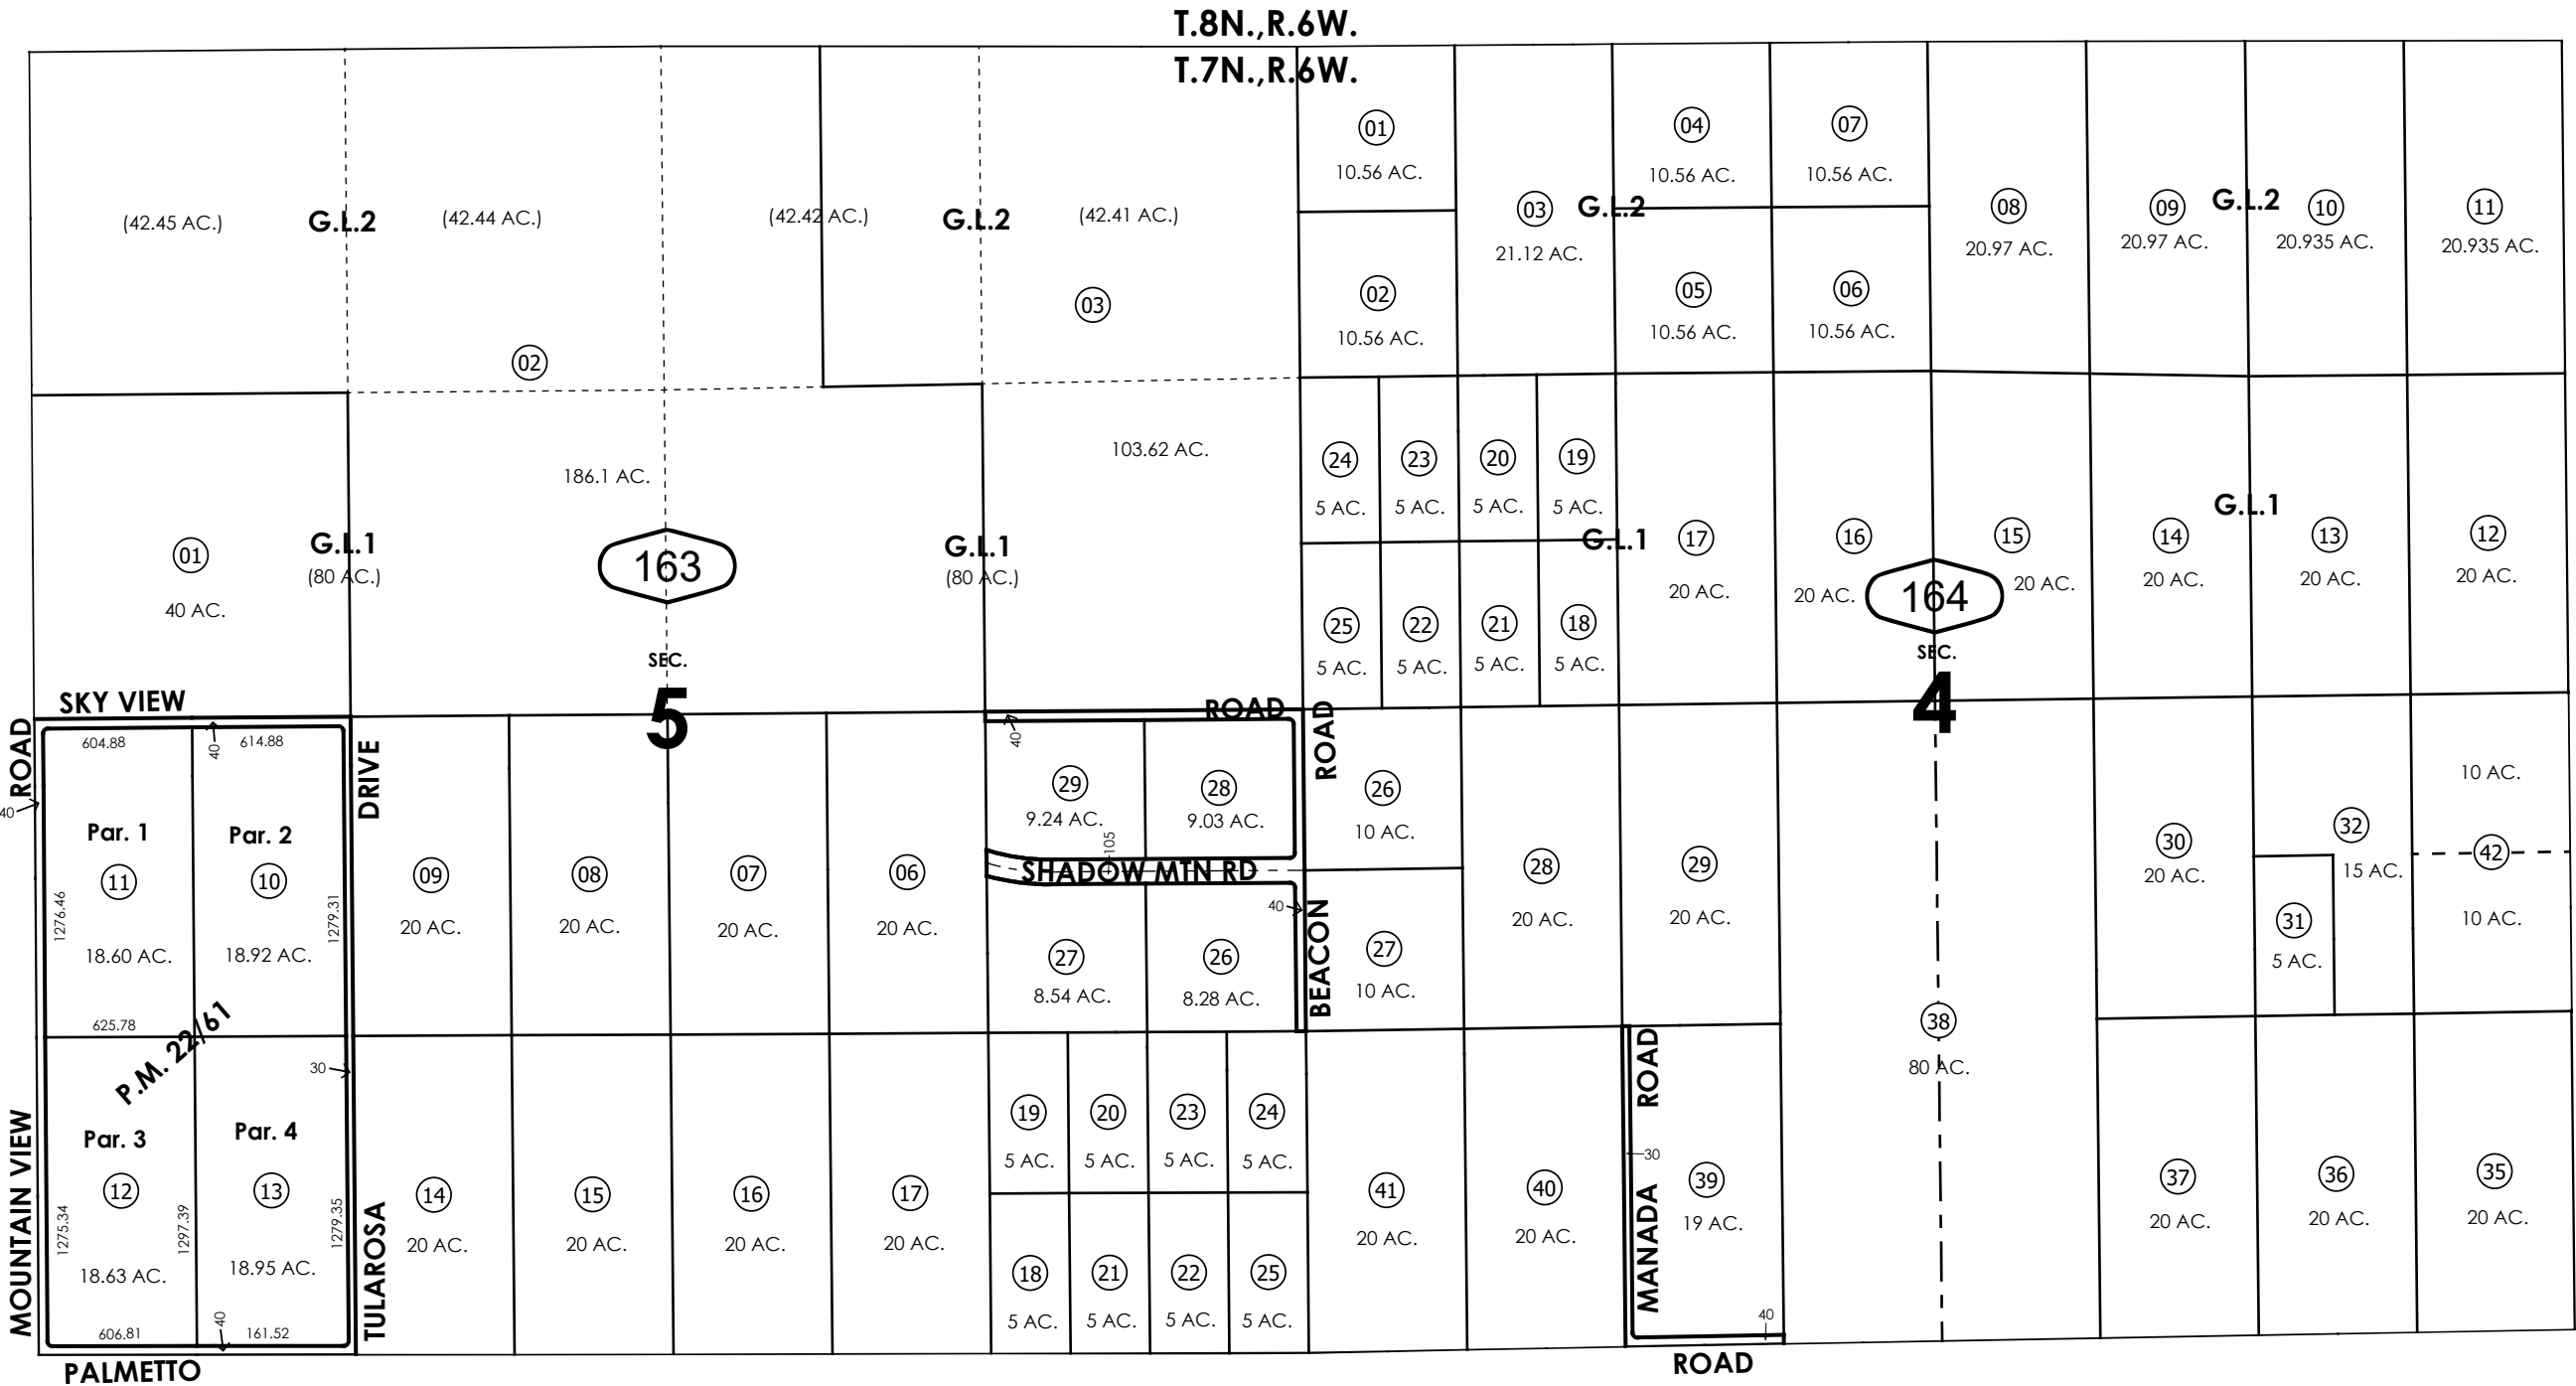 T.8N.,R.6W.
T.7N.,R.6W.
(42.45 AC.)
G.L.2
(42.44 AC.)
(42.42 AC.)
G.L.2
(42.41 AC.)
02
03
01
10.56 AC.
02
10.56 AC.
03
21.12 AC.
G.L.2
04
10.56 AC.
05
10.56 AC.
07
10.56 AC.
06
10.56 AC.
08
20.97 AC.
09
20.97 AC.
G.L.2
10
20.935 AC.
11
20.935 AC.
01
40 AC.
G.L.1
(80 AC.)
186.1 AC.
163
SEC.
5
G.L.1
(80 AC.)
103.62 AC.
24
5 AC.
23
5 AC.
20
5 AC.
19
5 AC.
25
5 AC.
22
5 AC.
21
5 AC.
18
5 AC.
G.L.1
17
20 AC.
16
20 AC.
164
SEC.
4
15
20 AC.
14
20 AC.
G.L.1
13
20 AC.
12
20 AC.
SKY VIEW
ROAD
ROAD
40
604.88
40
614.88
Par. 1
11
1276.46
18.60 AC.
625.78
Par. 2
10
1279.31
18.92 AC.
P.M. 22/61
30
Par. 3
12
1275.34
1297.39
18.63 AC.
606.81
Par. 4
13
1279.35
18.95 AC.
40
161.52
MOUNTAIN VIEW
PALMETTO
DRIVE
TULAROSA
09
20 AC.
08
20 AC.
07
20 AC.
06
20 AC.
40
29
9.24 AC.
105
28
9.03 AC.
SHADOW MTN RD
40
27
8.54 AC.
26
8.28 AC.
ROAD
BEACON
26
10 AC.
27
10 AC.
28
20 AC.
29
20 AC.
38
80 AC.
30
20 AC.
32
15 AC.
31
5 AC.
10 AC.
42
10 AC.
14
20 AC.
15
20 AC.
16
20 AC.
17
20 AC.
19
5 AC.
20
5 AC.
23
5 AC.
24
5 AC.
18
5 AC.
21
5 AC.
22
5 AC.
25
5 AC.
41
20 AC.
40
20 AC.
ROAD
30
MANADA
39
19 AC.
40
ROAD
37
20 AC.
36
20 AC.
35
20 AC.